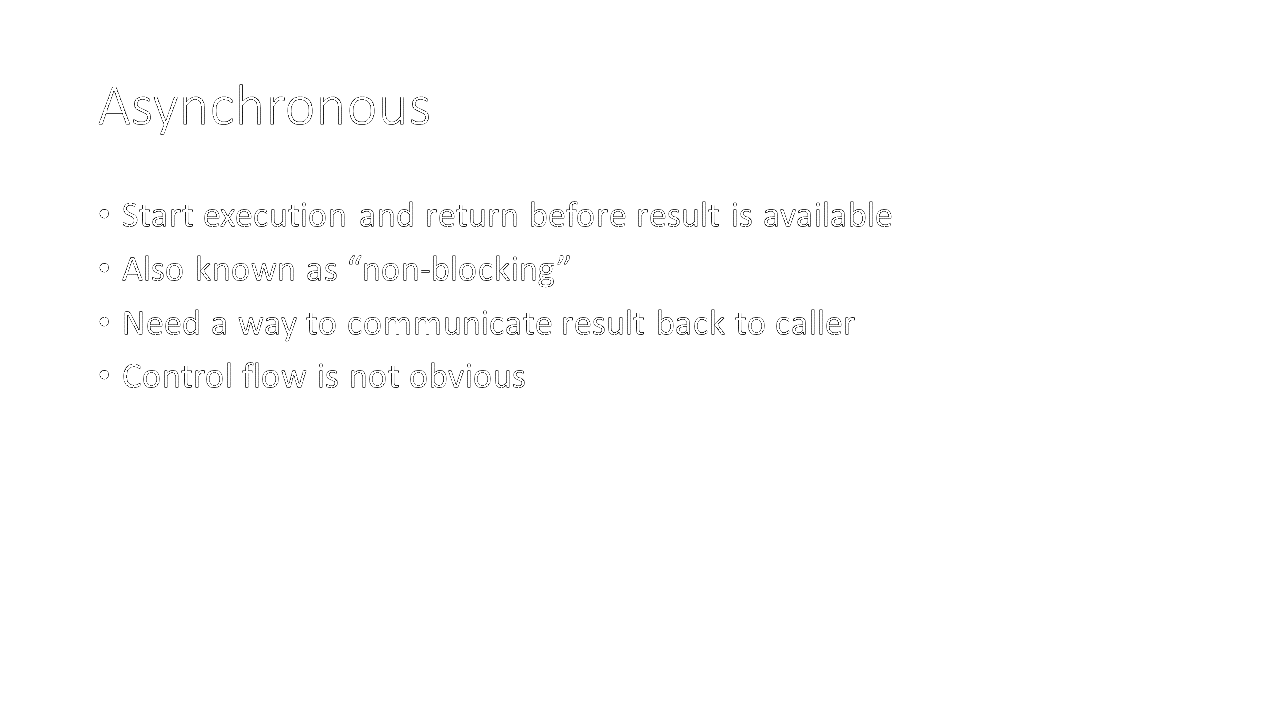 Asynchronous
• Start execution and return before result is available
• Also known as “non-blocking”
• Need a way to communicate result back to caller
• Control flow is not obvious